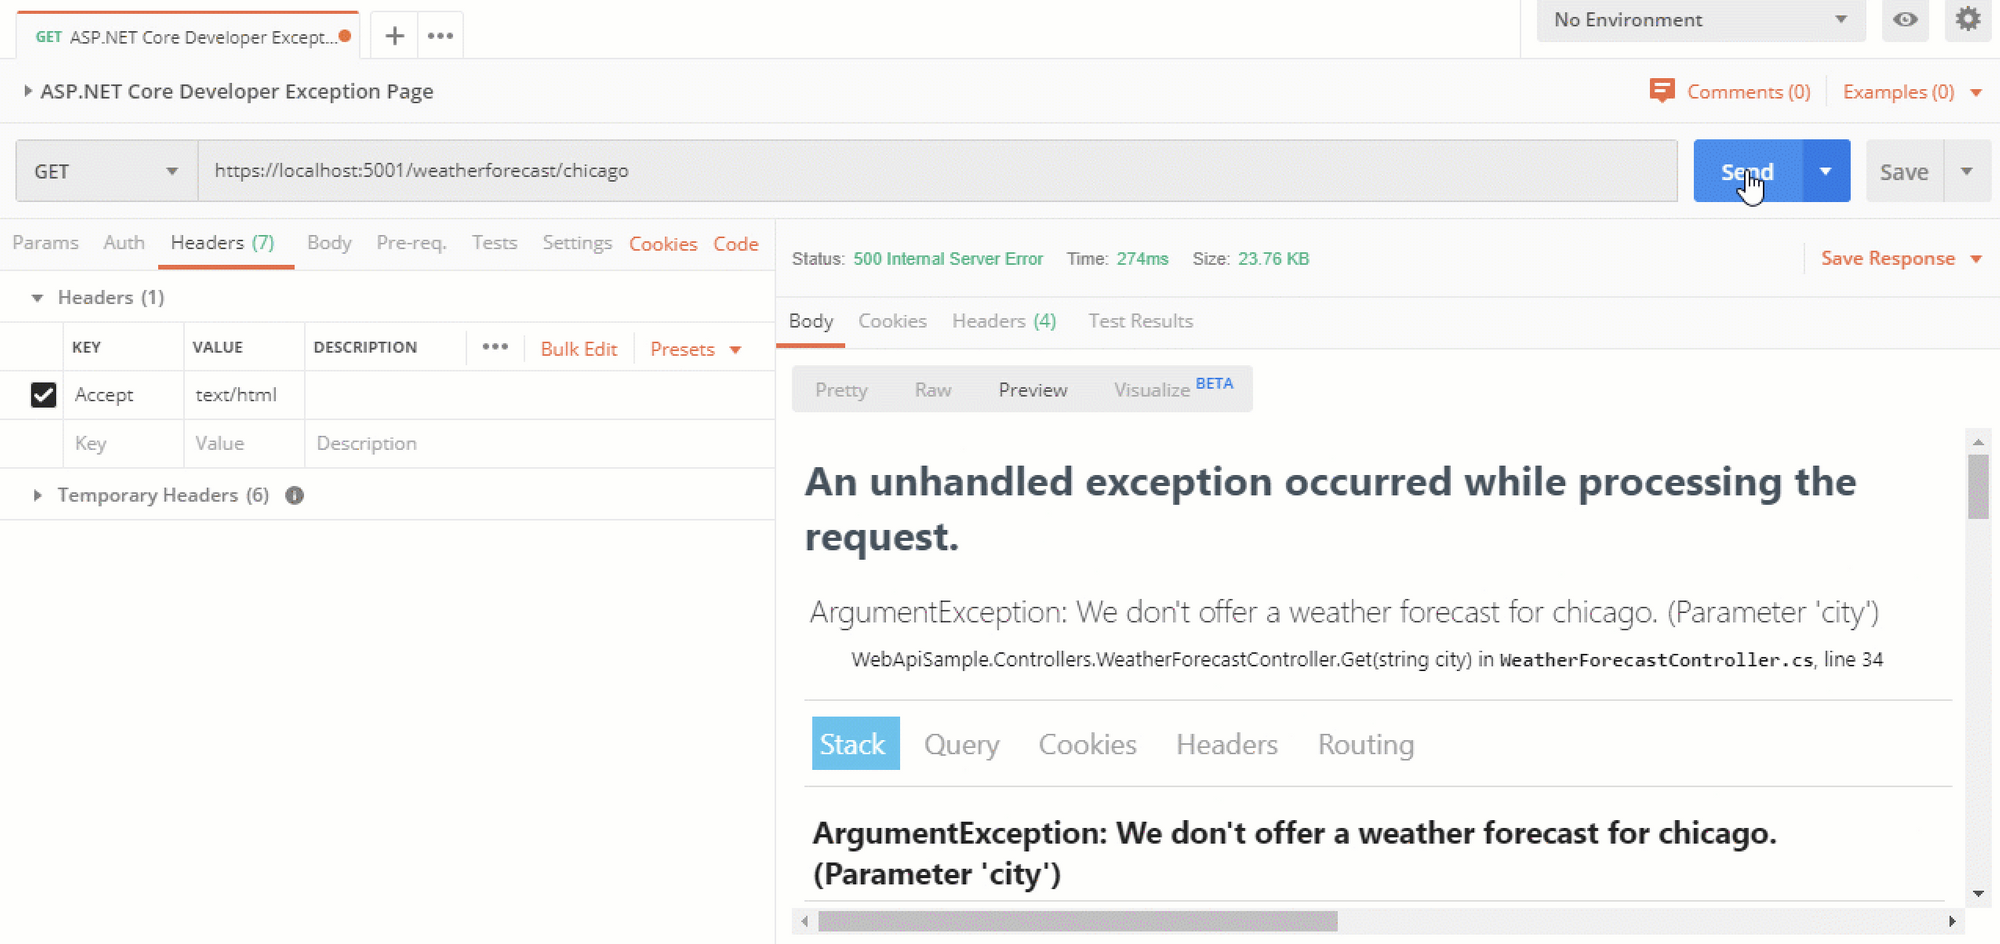 GET ASP.NET Core Developer Except...
No Environment
ASP.NET Core Developer Exception Page
Comments (0)
Examples (0)
GET
https://localhost:5001/weatherforecast/chicago
Send
Save
Params Auth Headers (7) Body Pre-req. Tests Settings Cookies Code
Status: 500 Internal Server Error Time: 274ms Size: 23.76 KB
Save Response
Headers (1)
KEY VALUE DESCRIPTION
Bulk Edit Presets
Accept text/html
Key Value Description
Temporary Headers (6)
Body Cookies Headers (4) Test Results
Pretty Raw Preview Visualize BETA
An unhandled exception occurred while processing the
request.
ArgumentException: We don't offer a weather forecast for chicago. (Parameter 'city')
WebApiSample.Controllers.WeatherForecastController.Get(string city) in WeatherForecastController.cs, line 34
Stack Query Cookies Headers Routing
ArgumentException: We don't offer a weather forecast for chicago.
(Parameter 'city')